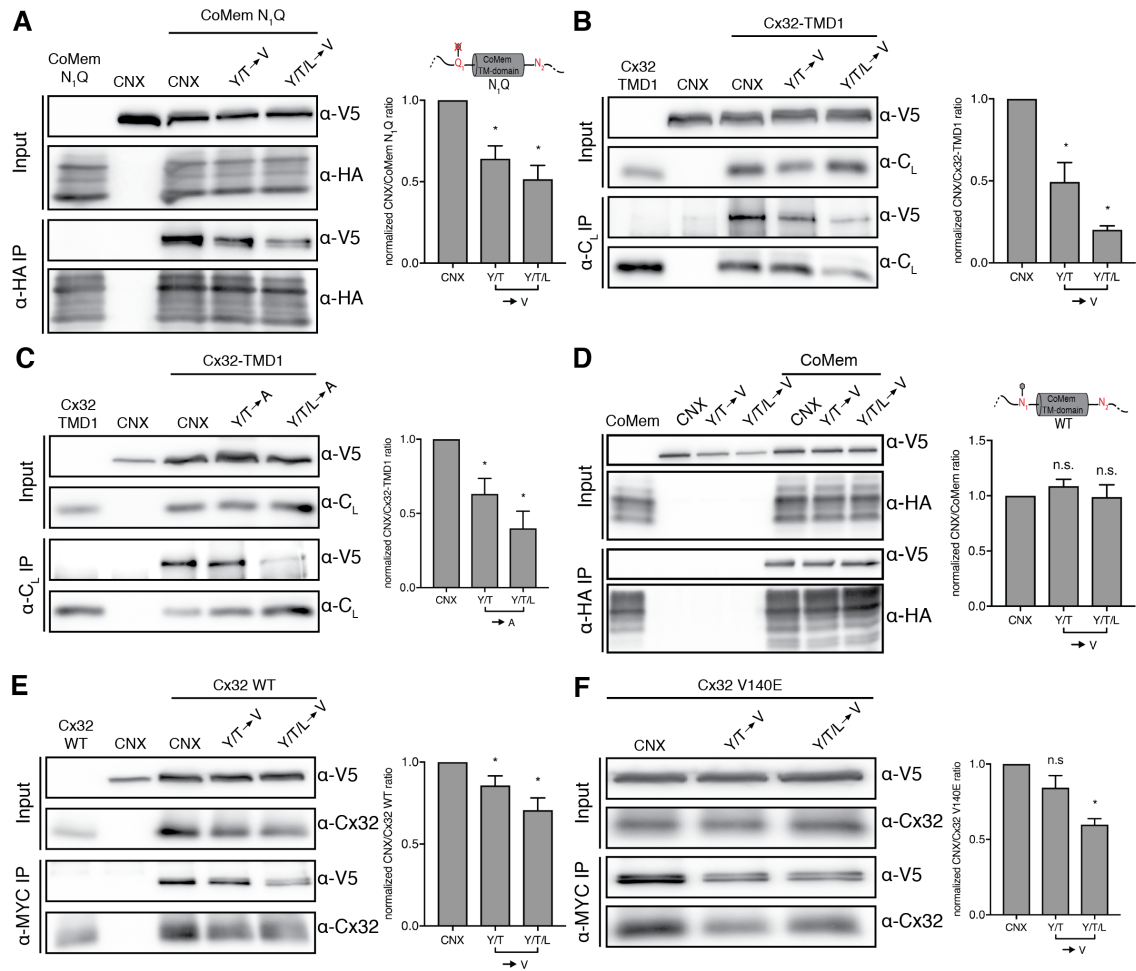 A
CoMem N1Q
CoMem
N1Q
CNX
CNX
Y/T→V
Y/T/L→V
Input
α-V5
α-HA
α-HA IP
α-V5
α-HA
Q1
CoMem
TM-domain
N2
N1Q
normalized CNX/CoMem N1Q ratio
1.0
0.5
0.0
*
*
CNX
Y/T
Y/T/L
→ V
B
Cx32-TMD1
Cx32
TMD1
CNX
CNX
Y/T→V
Y/T/L→V
Input
α-V5
α-CL
α-CL IP
α-V5
α-CL
normalized CNX/Cx32-TMD1 ratio
1.0
0.5
0.0
*
*
CNX
Y/T
Y/T/L
→ V
C
Cx32-TMD1
Cx32
TMD1
CNX
CNX
Y/T→A
Y/T/L→A
Input
α-V5
α-CL
α-CL IP
α-V5
α-CL
normalized CNX/Cx32-TMD1 ratio
1.0
0.5
0.0
*
*
CNX
Y/T
Y/T/L
→ A
D
CoMem
CoMem
CNX
Y/T→V
Y/T/L→V
CNX
Y/T→V
Y/T/L→V
Input
α-V5
α-HA
α-HA IP
α-V5
α-HA
N1
CoMem
TM-domain
N2
WT
normalized CNX/CoMem ratio
1.5
1.0
0.5
0.0
n.s.
n.s.
CNX
Y/T
Y/T/L
→ V
E
Cx32 WT
Cx32
WT
CNX
CNX
Y/T→V
Y/T/L→V
Input
α-V5
α-Cx32
α-MYC IP
α-V5
α-Cx32
normalized CNX/Cx32 WT ratio
1.0
0.5
0.0
*
*
CNX
Y/T
Y/T/L
→ V
F
Cx32 V140E
CNX
Y/T→V
Y/T/L→V
Input
α-V5
α-Cx32
α-MYC IP
α-V5
α-Cx32
normalized CNX/Cx32 V140E ratio
1.0
0.5
0.0
n.s
*
CNX
Y/T
Y/T/L
→ V